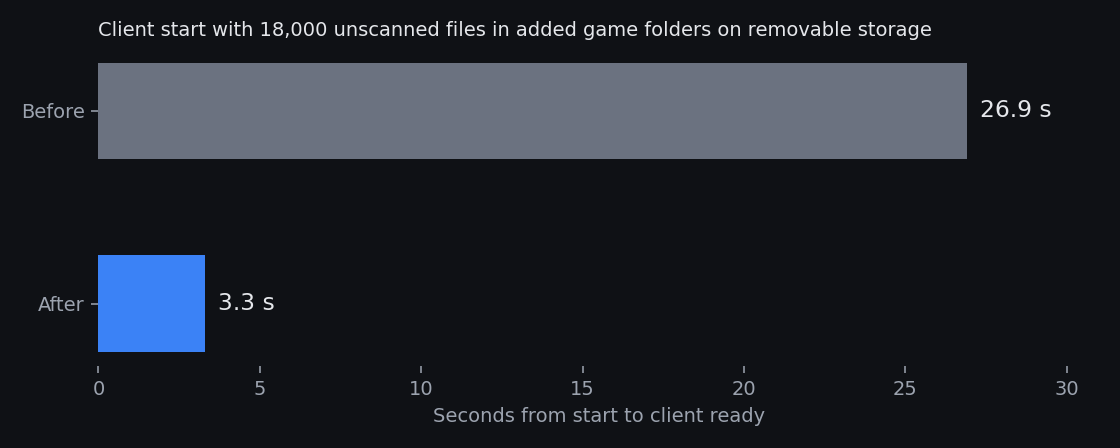 Client start with 18,000 unscanned files in added game folders on removable storage
Before
26.9 s
After
3.3 s
0 5 10 15 20 25 30
Seconds from start to client ready